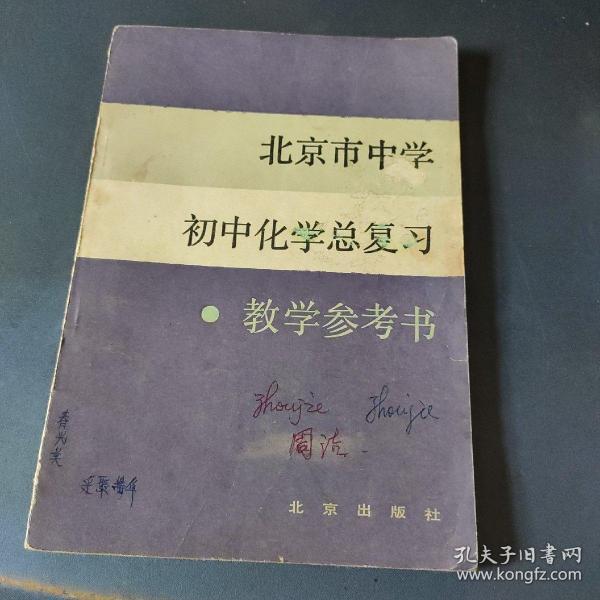 北京市中学
初中化学总复习
• 教学参考书
Zhoujie Zhoujie
周洁.
北京出版社
孔夫子旧书网
www.kongfz.com